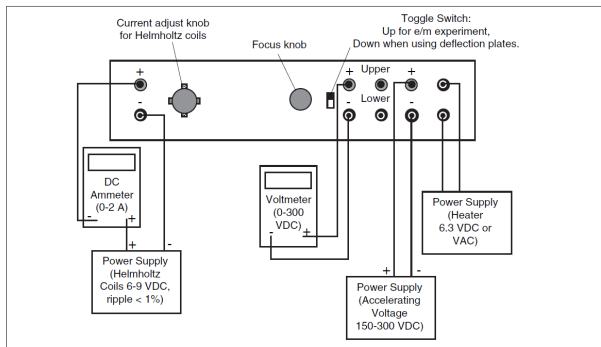 Current adjust knob
for Helmholtz coils
Focus knob
Toggle Switch:
Up for e/m experiment,
Down when using deflection plates.
+
-
+
-
Upper
Lower
+
-
DC
Ammeter
(0-2 A)
- +
+ -
Power Supply
(Helmholtz
Coils 6-9 VDC,
ripple < 1%)
Voltmeter
(0-300
VDC)
- +
+ -
Power Supply
(Accelerating
Voltage
150-300 VDC)
Power Supply
(Heater
6.3 VDC or
VAC)